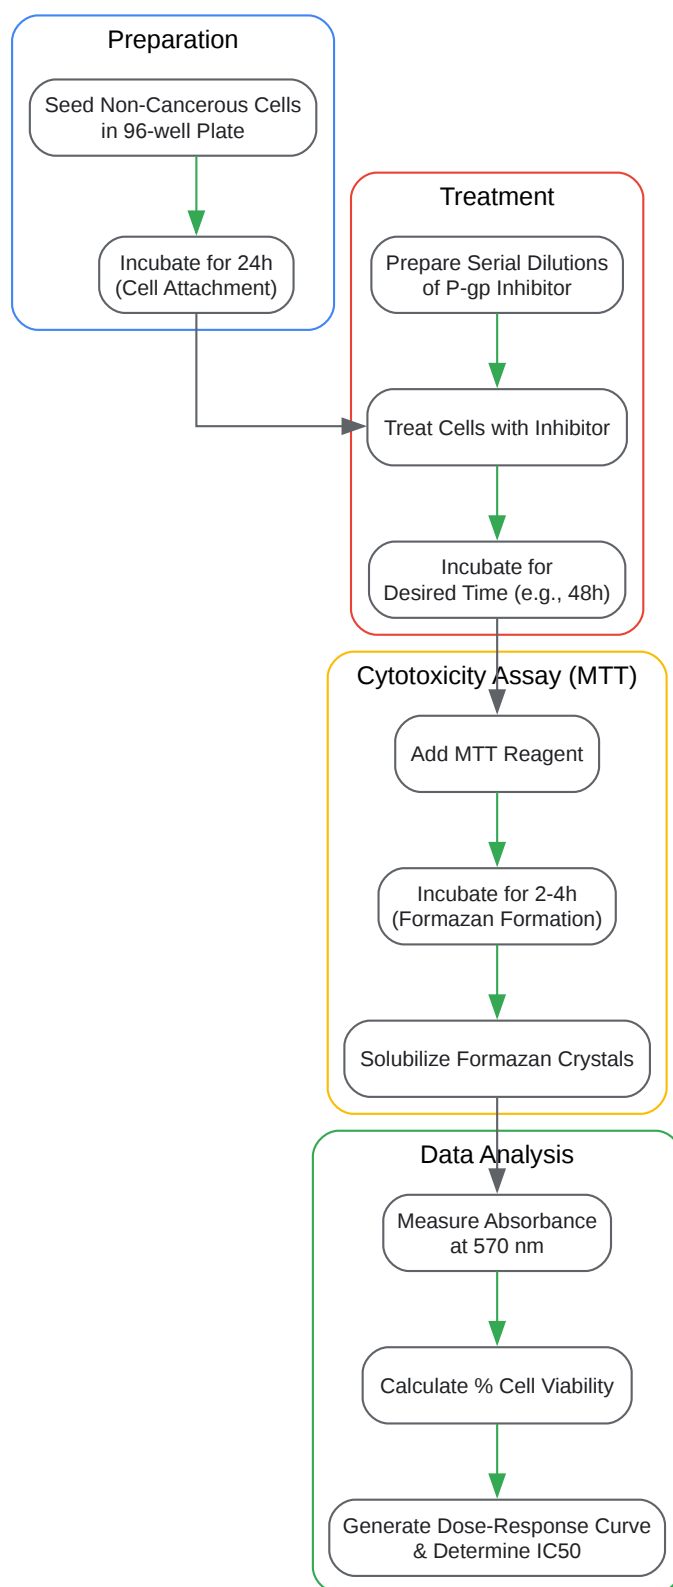 Preparation
Seed Non-Cancerous Cells
in 96-well Plate
Incubate for 24h
(Cell Attachment)
Treatment
Prepare Serial Dilutions
of P-gp Inhibitor
Treat Cells with Inhibitor
Incubate for
Desired Time (e.g., 48h)
Cytotoxicity Assay (MTT)
Add MTT Reagent
Incubate for 2-4h
(Formazan Formation)
Solubilize Formazan Crystals
Data Analysis
Measure Absorbance
at 570 nm
Calculate % Cell Viability
Generate Dose-Response Curve
& Determine IC50